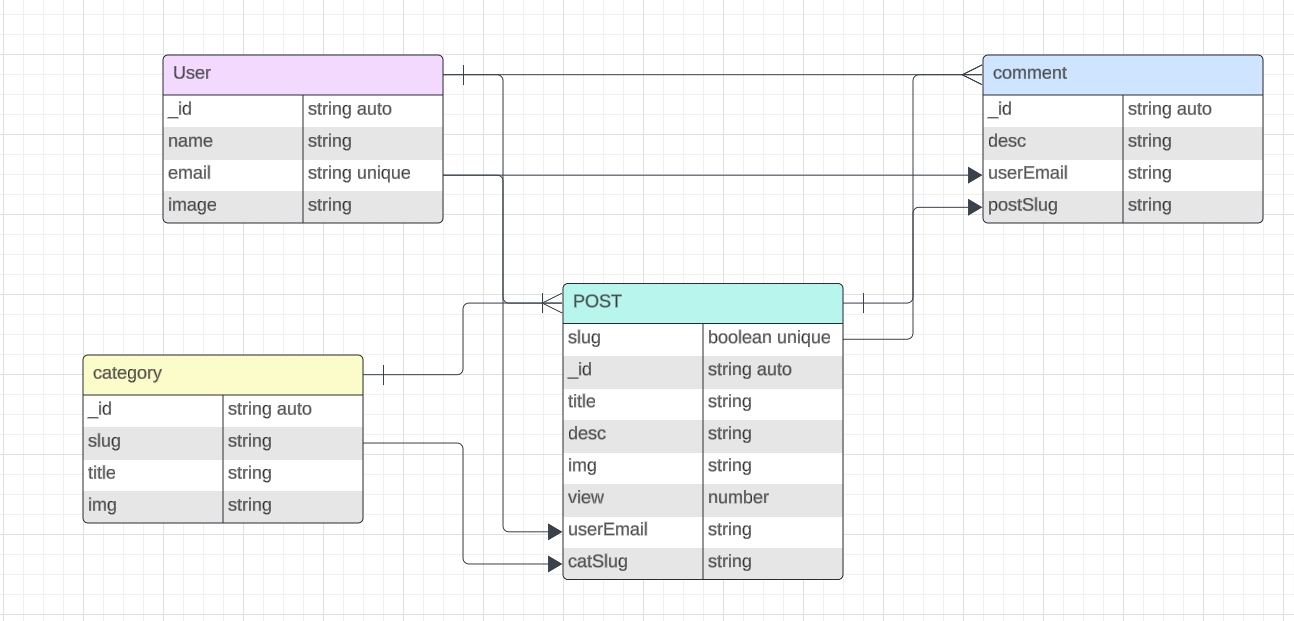 User
_id string auto
name string
email string unique
image string
comment
_id string auto
desc string
userEmail string
postSlug string
POST
slug boolean unique
_id string auto
title string
desc string
img string
view number
userEmail string
catSlug string
category
_id string auto
slug string
title string
img string